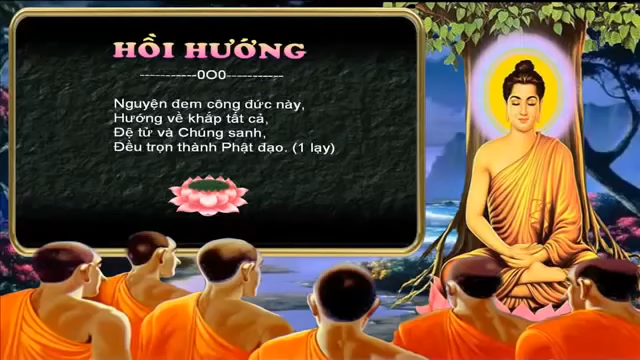 HỒI HƯỚNG
-----------0O0-----------
Nguyện đem công đức này,
Hướng về khắp tất cả,
Đệ tử và Chúng sanh,
Đều trọn thành Phật đạo. (1 lạy)